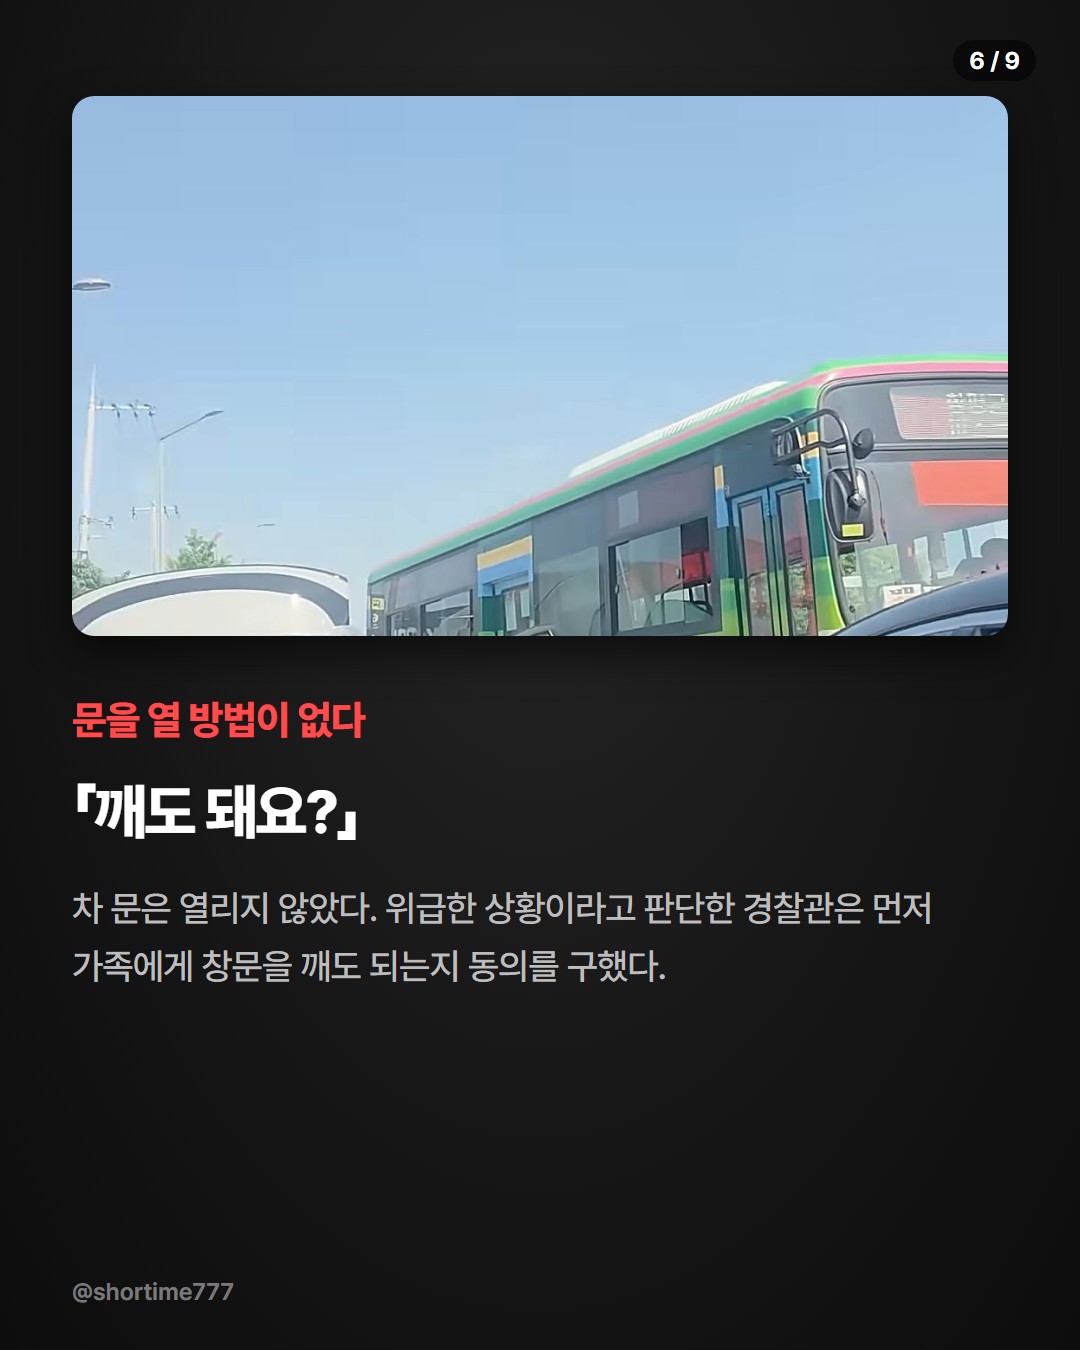 6 / 9
문을 열 방법이 없다
「깨도 돼요?」
차 문은 열리지 않았다. 위급한 상황이라고 판단한 경찰관은 먼저
가족에게 창문을 깨도 되는지 동의를 구했다.
@shortime777